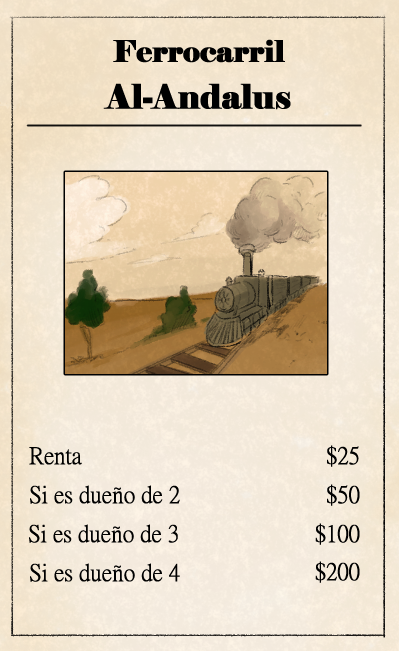 Ferrocarril
Al-Andalus
Renta $25
Si es dueño de 2 $50
Si es dueño de 3 $100
Si es dueño de 4 $200